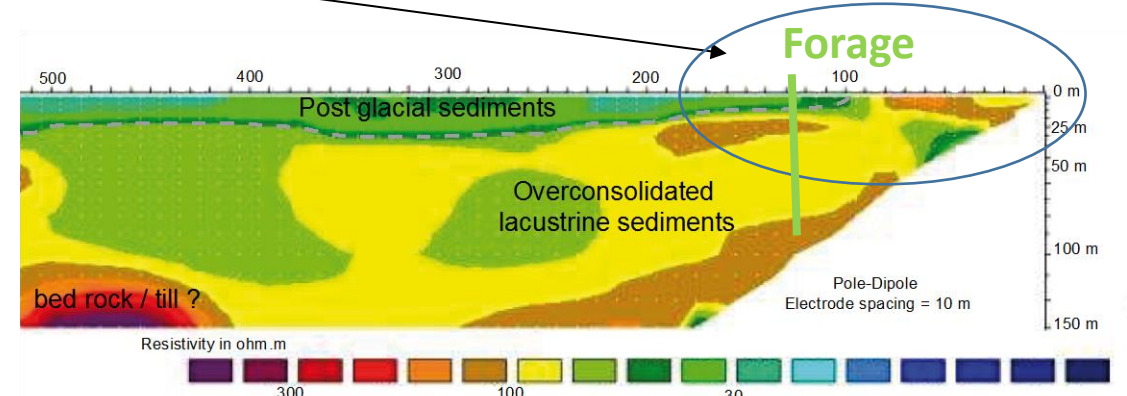 Forage
500 400 300 200 100 0 m
Post glacial sediments
25 m
50 m
Overconsolidated
lacustrine sediments
100 m
Pole-Dipole
Electrode spacing = 10 m
bed rock / till ?
150 m
Resistivity in ohm.m
300 100 30